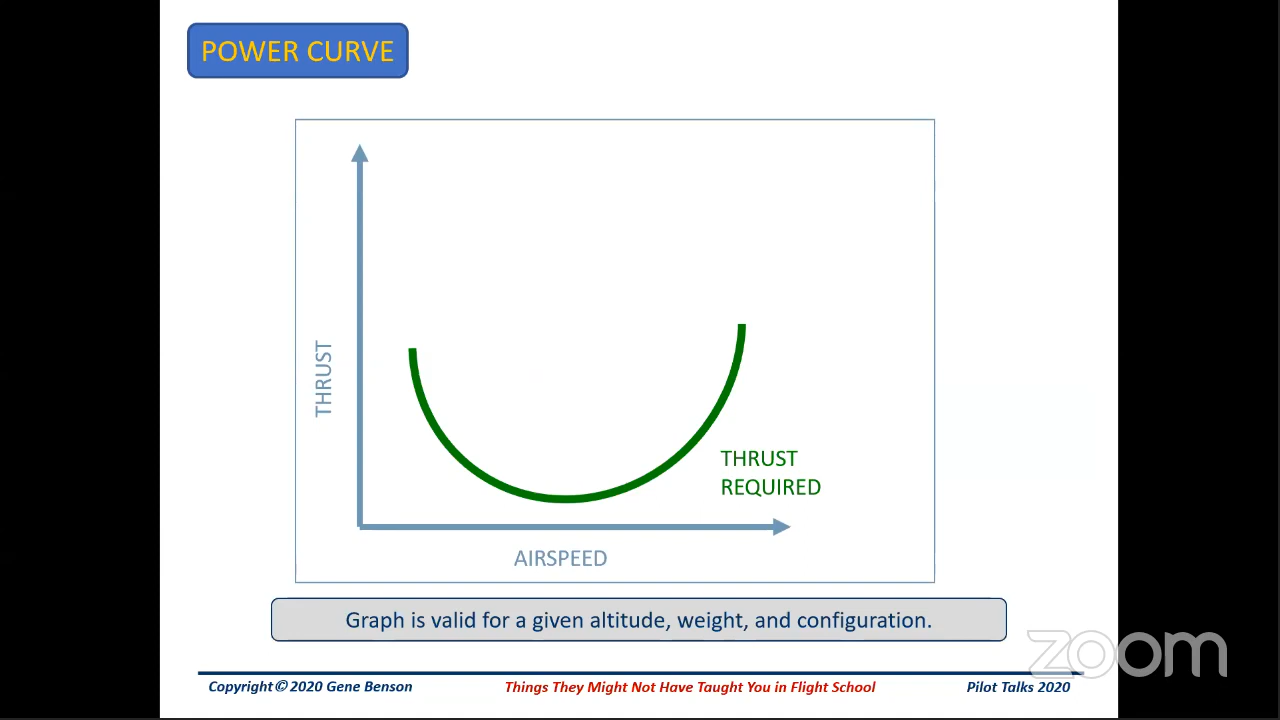 POWER CURVE
THRUST
THRUST
REQUIRED
AIRSPEED
Graph is valid for a given altitude, weight, and configuration.
zoom
Copyright© 2020 Gene Benson
Things They Might Not Have Taught You in Flight School
Pilot Talks 2020